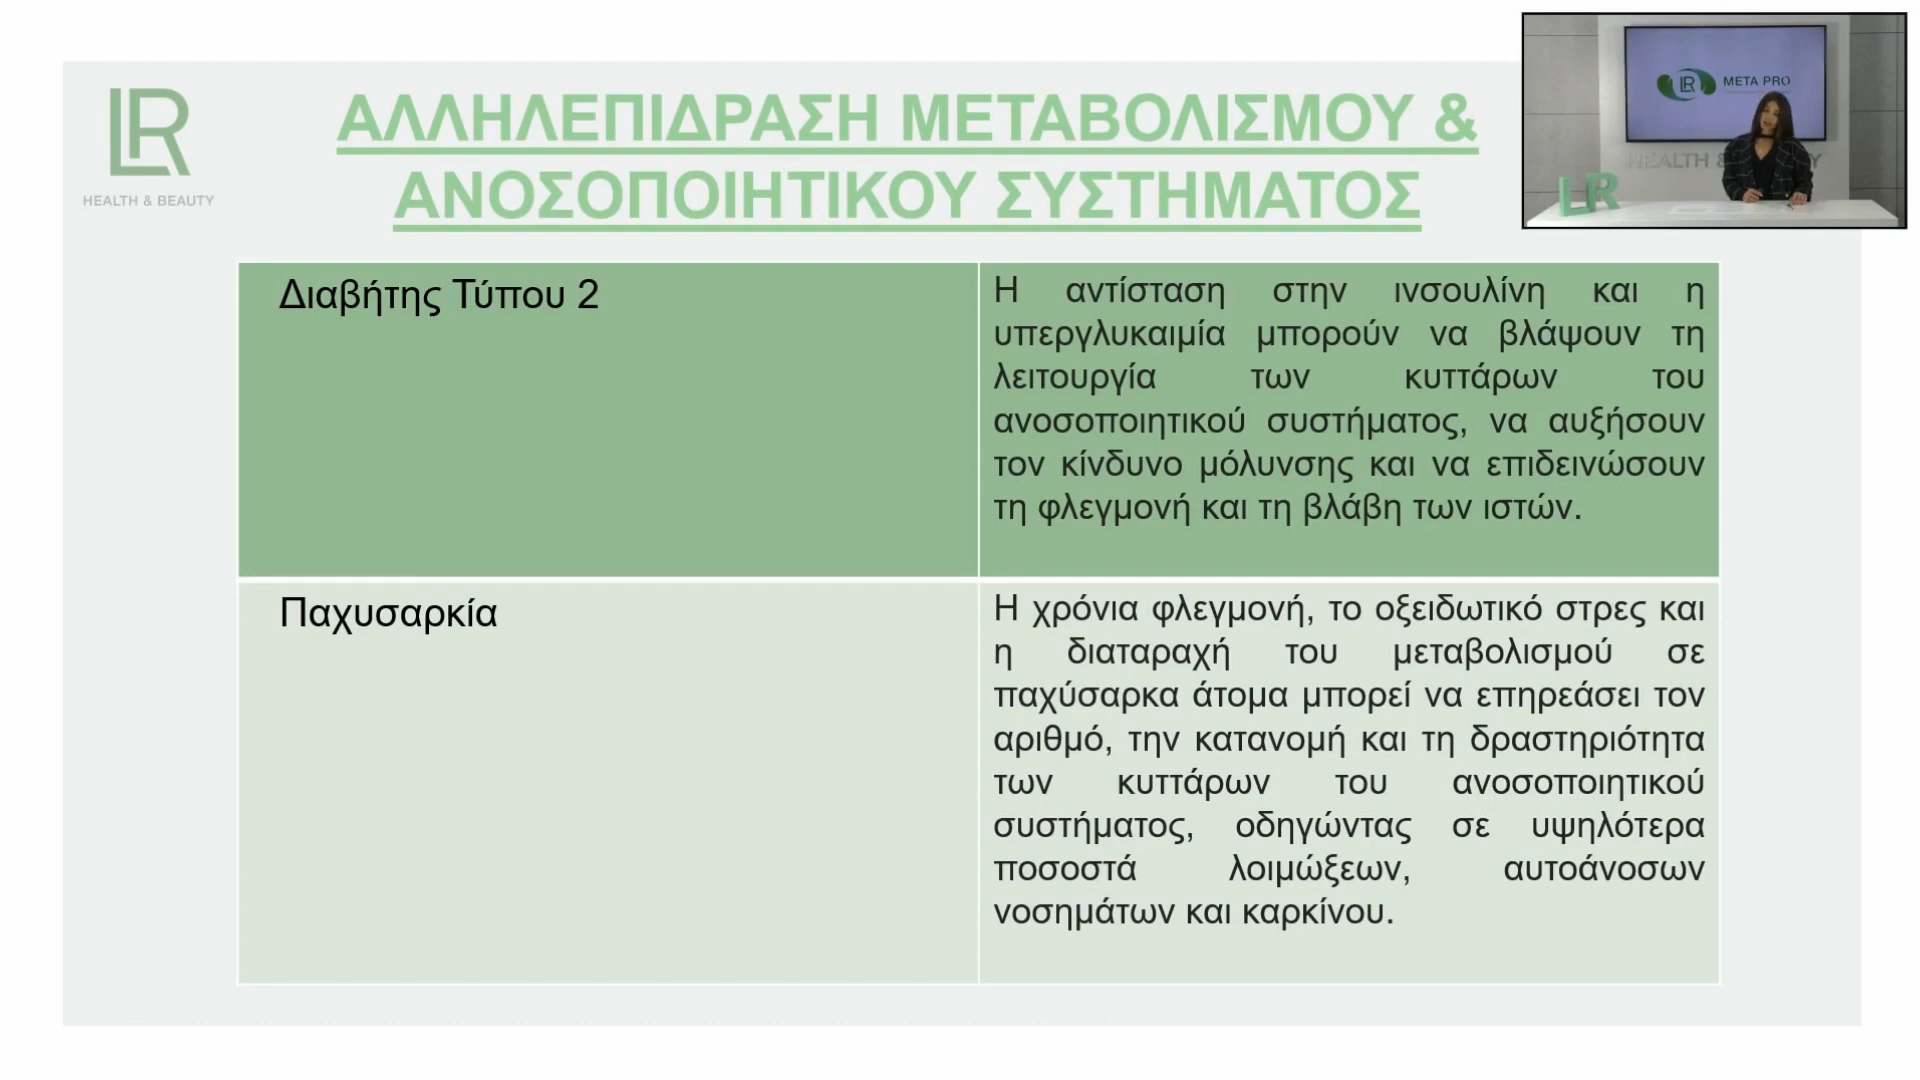 LR
HEALTH & BEAUTY
ΑΛΛΗΛΕΠΙΔΡΑΣΗ ΜΕΤΑΒΟΛΙΣΜΟΥ &
ΑΝΟΣΟΠΟΙΗΤΙΚΟΥ ΣΥΣΤΗΜΑΤΟΣ
LR META PRO
HEALTH & BEAUTY
LR
Διαβήτης Τύπου 2
Η αντίσταση στην ινσουλίνη και η
υπεργλυκαιμία μπορούν να βλάψουν τη
λειτουργία των κυττάρων του
ανοσοποιητικού συστήματος, να αυξήσουν
τον κίνδυνο μόλυνσης και να επιδεινώσουν
τη φλεγμονή και τη βλάβη των ιστών.
Παχυσαρκία
Η χρόνια φλεγμονή, το οξειδωτικό στρες και
η διαταραχή του μεταβολισμού σε
παχύσαρκα άτομα μπορεί να επηρεάσει τον
αριθμό, την κατανομή και τη δραστηριότητα
των κυττάρων του ανοσοποιητικού
συστήματος, οδηγώντας σε υψηλότερα
ποσοστά λοιμώξεων, αυτοάνοσων
νοσημάτων και καρκίνου.